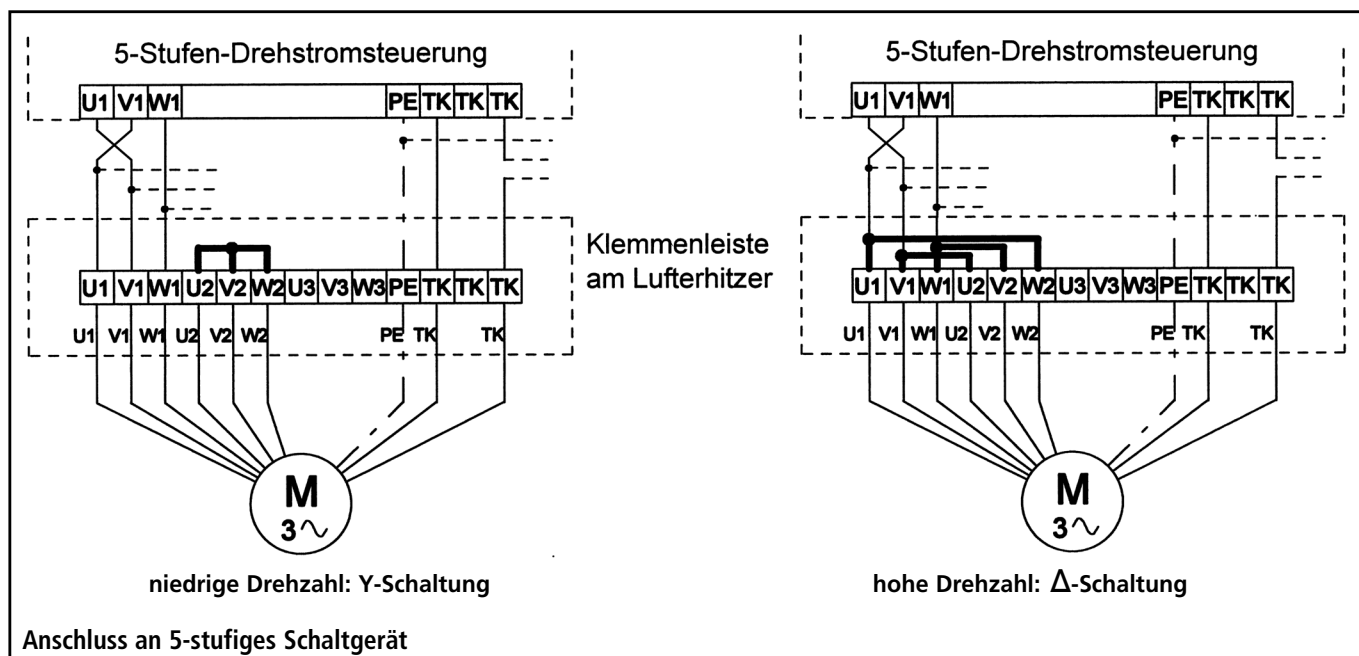 5-Stufen-Drehstromsteuerung
U1 V1 W1 PE TK TK TK
U1 V1 W1 U2 V2 W2 U3 V3 W3 PE TK TK TK
U1 V1 W1 U2 V2 W2 PE TK TK
M
3~
niedrige Drehzahl: Y-Schaltung
Klemmenleiste
am Lufterhitzer
5-Stufen-Drehstromsteuerung
U1 V1 W1 PE TK TK TK
U1 V1 W1 U2 V2 W2 U3 V3 W3 PE TK TK TK
U1 V1 W1 U2 V2 W2 PE TK TK
M
3~
hohe Drehzahl: Δ-Schaltung
Anschluss an 5-stufiges Schaltgerät